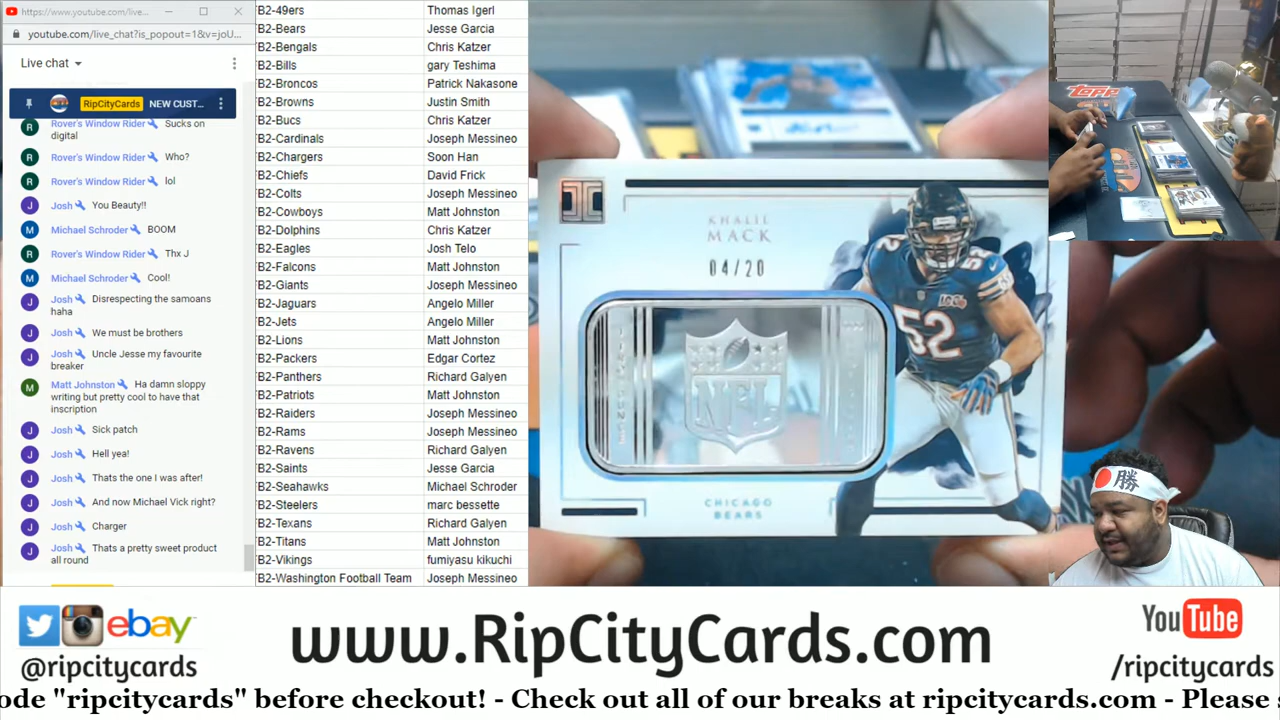 https://www.youtube.com/live...
youtube.com/live_chat?is_popout=1&v=joU...
Live chat
RipCityCards NEW CUST...
Rover's Window Rider Sucks on
digital
Rover's Window Rider Who?
Rover's Window Rider lol
Josh You Beauty!!
Michael Schroder BOOM
Rover's Window Rider Thx J
Michael Schroder Cool!
Josh Disrespecting the samoans
haha
Josh We must be brothers
Josh Uncle Jesse my favourite
breaker
Matt Johnston Ha damn sloppy
writing but pretty cool to have that
inscription
Josh Sick patch
Josh Hell yea!
Josh Thats the one I was after!
Josh And now Michael Vick right?
Josh Charger
Josh Thats a pretty sweet product
all round
B2-49ers Thomas Igerl
B2-Bears Jesse Garcia
B2-Bengals Chris Katzer
B2-Bills gary Teshima
B2-Broncos Patrick Nakasone
B2-Browns Justin Smith
B2-Bucs Chris Katzer
B2-Cardinals Joseph Messineo
B2-Chargers Soon Han
B2-Chiefs David Frick
B2-Colts Joseph Messineo
B2-Cowboys Matt Johnston
B2-Dolphins Chris Katzer
B2-Eagles Josh Telo
B2-Falcons Matt Johnston
B2-Giants Joseph Messineo
B2-Jaguars Angelo Miller
B2-Jets Angelo Miller
B2-Lions Matt Johnston
B2-Packers Edgar Cortez
B2-Panthers Richard Galyen
B2-Patriots Matt Johnston
B2-Raiders Joseph Messineo
B2-Rams Joseph Messineo
B2-Ravens Richard Galyen
B2-Saints Jesse Garcia
B2-Seahawks Michael Schroder
B2-Steelers marc bessette
B2-Texans Richard Galyen
B2-Titans Matt Johnston
B2-Vikings fumiyasu kikuchi
B2-Washington Football Team Joseph Messineo
KHALIL
MACK
04/20
NFL
52
52
CHICAGO
BEARS
TOPPS
勝
ebay
@ripcitycards
www.RipCityCards.com
YouTube
/ripcitycards
ode "ripcitycards" before checkout! - Check out all of our breaks at ripcitycards.com - Please